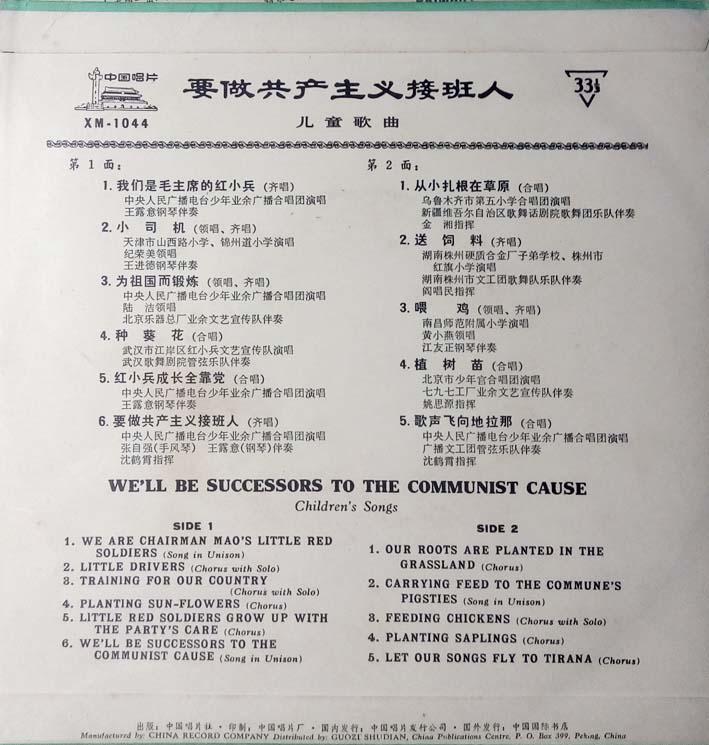 中国唱片
XM-1044
要做共产主义接班人
儿童歌曲
33⅓
第1面：
1. 我们是毛主席的红小兵 (齐唱)
中央人民广播电台少年业余广播合唱团演唱
王露意钢琴伴奏
2. 小司机 (领唱、齐唱)
天津市山西路小学、锦州道小学演唱
纪荣美领唱
王进德钢琴伴奏
3. 为祖国而锻炼 (领唱、齐唱)
中央人民广播电台少年业余广播合唱团演唱
陆 洁领唱
北京乐器总厂业余文艺宣传队伴奏
4. 种葵花 (合唱)
武汉市江岸区红小兵文艺宣传队演唱
武汉歌舞剧院管弦乐队伴奏
5. 红小兵成长全靠党 (合唱)
中央人民广播电台少年业余广播合唱团演唱
王露意钢琴伴奏
6. 要做共产主义接班人 (齐唱)
中央人民广播电台少年业余广播合唱团演唱
张自强(手风琴) 王露意(钢琴)伴奏
沈鹤霄指挥
第2面：
1. 从小扎根在草原 (合唱)
乌鲁木齐市第五小学合唱团演唱
新疆维吾尔自治区歌舞话剧院歌舞团乐队伴奏
金 湘指挥
2. 送饲料 (齐唱)
湖南株州硬质合金厂子弟学校、株州市
红旗小学演唱
湖南株州市文工团歌舞队乐队伴奏
阎唱民指挥
3. 喂鸡 (领唱、齐唱)
南昌师范附属小学演唱
黄小燕领唱
江友正钢琴伴奏
4. 植树苗 (合唱)
北京市少年宫合唱团演唱
七九七工厂业余文艺宣传队伴奏
姚思源指挥
5. 歌声飞向地拉那 (合唱)
中央人民广播电台少年业余广播合唱团演唱
广播文工团管弦乐队伴奏
沈鹤霄指挥
WE'LL BE SUCCESSORS TO THE COMMUNIST CAUSE
Children's Songs
SIDE 1
1. WE ARE CHAIRMAN MAO'S LITTLE RED
SOLDIERS (Song in Unison)
2. LITTLE DRIVERS (Chorus with Solo)
3. TRAINING FOR OUR COUNTRY
(Chorus with Solo)
4. PLANTING SUN-FLOWERS (Chorus)
5. LITTLE RED SOLDIERS GROW UP WITH
THE PARTY'S CARE (Chorus)
6. WE'LL BE SUCCESSORS TO THE
COMMUNIST CAUSE (Song in Unison)
SIDE 2
1. OUR ROOTS ARE PLANTED IN THE
GRASSLAND (Chorus)
2. CARRYING FEED TO THE COMMUNE'S
PIGSTIES (Song in Unison)
3. FEEDING CHICKENS (Chorus with Solo)
4. PLANTING SAPLINGS (Chorus)
5. LET OUR SONGS FLY TO TIRANA (Chorus)
出版：中国唱片社 · 印制：中国唱片厂 · 国内发行：中国唱片发行公司 · 国外发行：中国国际书店
Manufactured by: CHINA RECORD COMPANY Distributed by: GUOZI SHUDIAN, China Publications Centre, P. O. Box 399, Peking, China